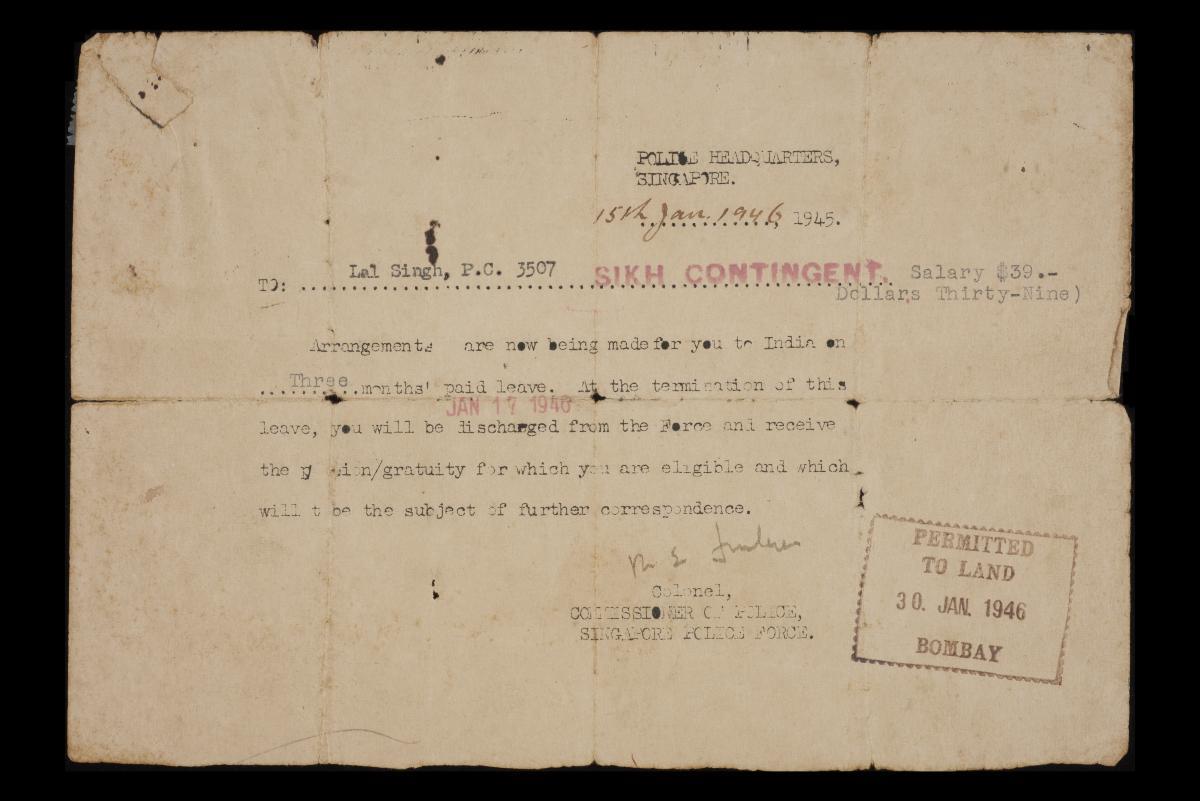 POLICE HEADQUARTERS,
SINGAPORE.
15th Jan. 1946, 1945.
TO: Lal Singh, P.C. 3507 SIKH CONTINGENT. Salary $39.-
Dollars Thirty-Nine)
Arrangements are now being made for you to India on
Three months' paid leave. At the termination of this
JAN 17 1946
leave, you will be discharged from the Force and receive
the /gratuity for which you are eligible and which
will t be the subject of further correspondence.
Colonel,
COMMISSIONER OF POLICE,
SINGAPORE POLICE FORCE.
PERMITTED
TO LAND
30. JAN. 1946
BOMBAY